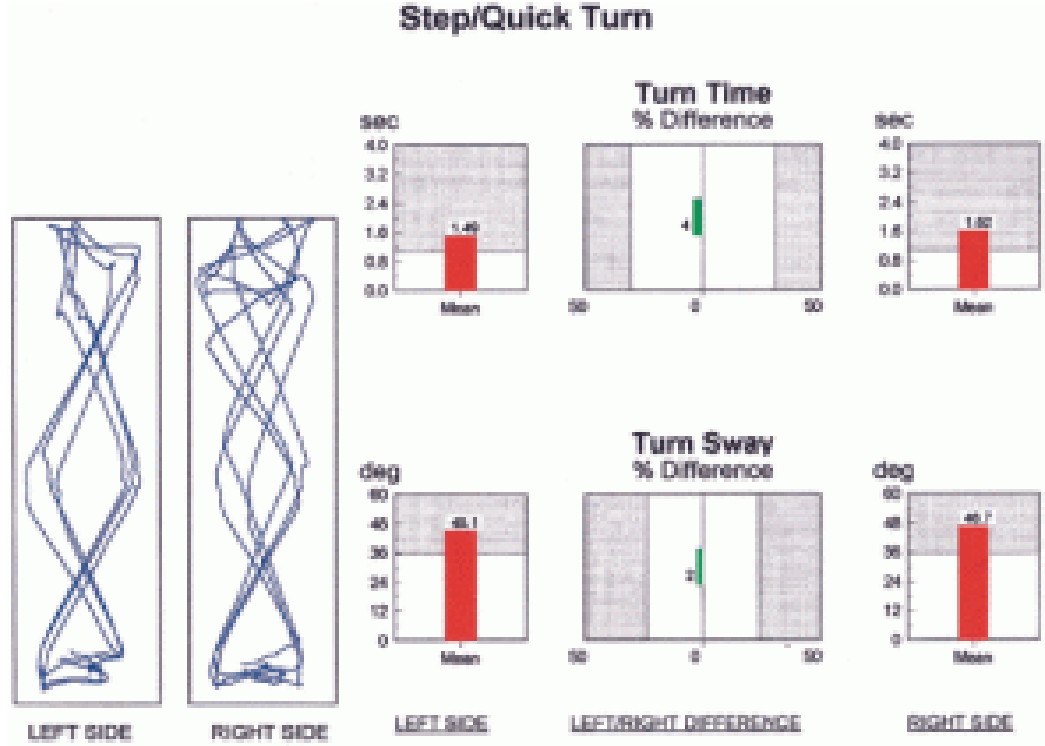 Step/Quick Turn
Turn Time
% Difference
sec
4.0
3.2
2.4
1.6
0.8
0.0
1.49
Mean
4
50
0
50
sec
4.0
3.2
2.4
1.6
0.8
0.0
Mean
Turn Sway
% Difference
deg
60
48
36
24
12
0
Mean
50
0
50
deg
60
48
36
24
12
0
Mean
LEFT SIDE
RIGHT SIDE
LEFT SIDE
LEFT/RIGHT DIFFERENCE
RIGHT SIDE